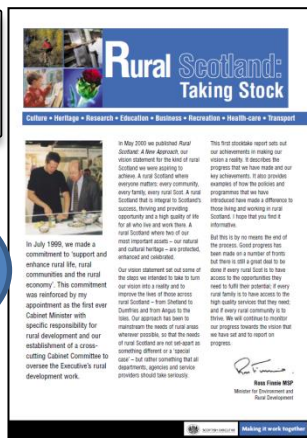 Rural Scotland:
Taking Stock
Culture • Heritage • Research • Education • Business • Recreation • Health-care • Transport
In July 1999, we made a
commitment to 'support and
enhance rural life, rural
communities and the rural
economy'. This commitment
was reinforced by my
appointment as the first ever
Cabinet Minister with
specific responsibility for
rural development and our
establishment of a cross-
cutting Cabinet Committee to
oversee the Executive's rural
development work.
In May 2000 we published Rural
Scotland: A New Approach, our
vision statement for the kind of rural
Scotland we were aspiring to
achieve. A rural Scotland where
everyone matters; every community,
every family, every rural Scot. A rural
Scotland that is integral to Scotland's
success, thriving and providing
opportunity and a high quality of life
for all who live and work there. A
rural Scotland where two of our
most important assets – our natural
and cultural heritage – are protected,
enhanced and celebrated.
Our vision statement set out some of
the steps we intended to take to turn
our vision into a reality and to
improve the lives of those across
rural Scotland – from Shetland to
Dumfries and from Angus to the
Isles. Our approach has been to
mainstream the needs of rural areas
wherever possible, so that the needs
of rural Scotland are not set-apart as
something different or a 'special
case' – but rather something that all
departments, agencies and service
providers should take seriously.
This first stocktake report sets out
our achievements in making our
vision a reality. It describes the
progress that we have made and our
key achievements. It also provides
examples of how the policies and
programmes that we have
introduced have made a difference to
those living and working in rural
Scotland. I hope that you find it
informative.
But this is by no means the end of
the process. Good progress has
been made on a number of fronts
but there is still a great deal to be
done if every rural Scot is to have
access to the opportunities they
need to fulfil their potential; if every
rural family is to have access to the
high quality services that they need;
and if every rural community is to
thrive. We will continue to monitor
our progress towards the vision that
we have set and to report on
progress.
Ross Finnie
Ross Finnie MSP
Minister for Environment and
Rural Development
SCOTTISH EXECUTIVE
Making it work together